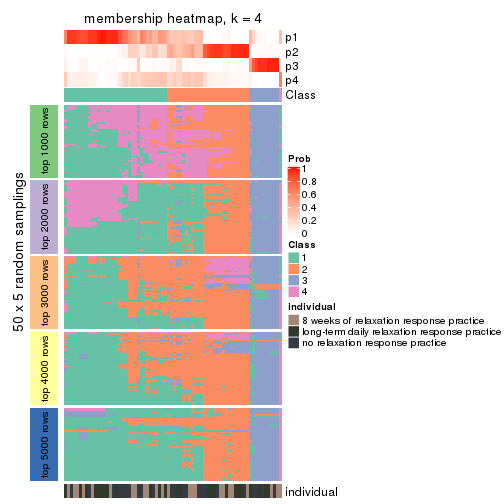 membership heatmap, k = 4
p1
p2
p3
p4
Class
50 x 5 random samplings
top 1000 rows
top 2000 rows
top 3000 rows
top 4000 rows
top 5000 rows
Prob
1
0.8
0.6
0.4
0.2
0
Class
1
2
3
4
individual
8 weeks of relaxation response practice
long-term daily relaxation response practice
no relaxation response practice
individual